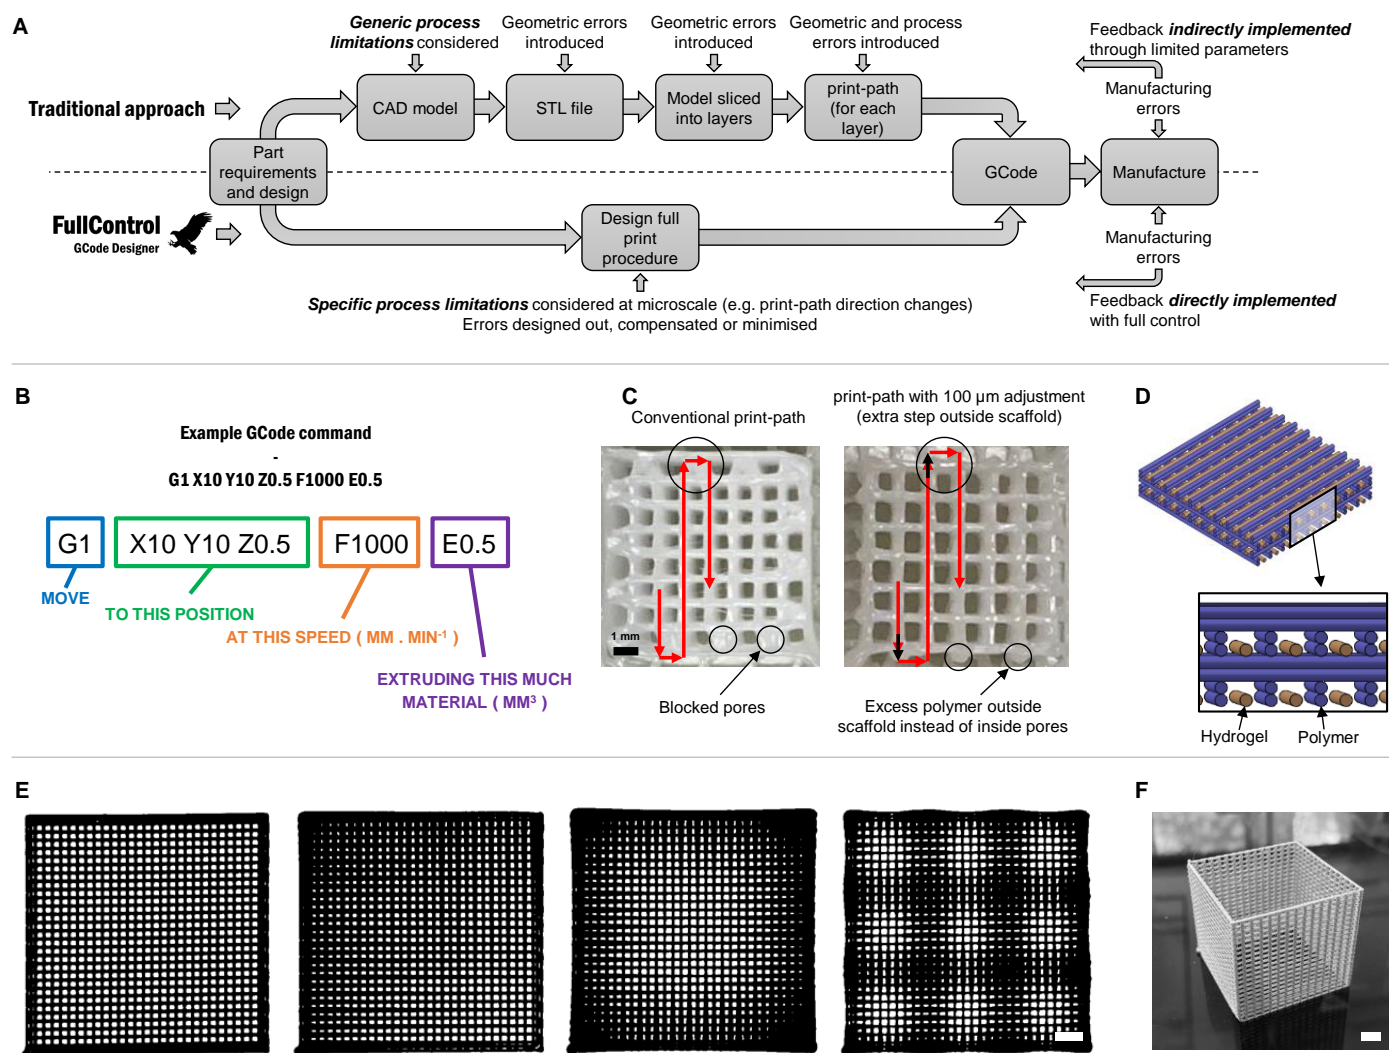 A
Generic process
limitations considered
Geometric errors
introduced
Geometric errors
introduced
Geometric and process
errors introduced
Feedback indirectly implemented
through limited parameters
Traditional approach
CAD model
STL file
Model sliced
into layers
print-path
(for each
layer)
Manufacturing
errors
Part
requirements
and design
GCode
Manufacture
FullControl
GCode Designer
Design full
print
procedure
Manufacturing
errors
Specific process limitations considered at microscale (e.g. print-path direction changes)
Errors designed out, compensated or minimised
Feedback directly implemented
with full control
B
Example GCode command
-
G1 X10 Y10 Z0.5 F1000 E0.5
G1
X10 Y10 Z0.5
F1000
E0.5
MOVE
TO THIS POSITION
AT THIS SPEED ( MM . MIN⁻¹ )
EXTRUDING THIS MUCH
MATERIAL ( MM³ )
C
Conventional print-path
print-path with 100 µm adjustment
(extra step outside scaffold)
1 mm
Blocked pores
Excess polymer outside
scaffold instead of inside pores
D
Hydrogel
Polymer
E
F